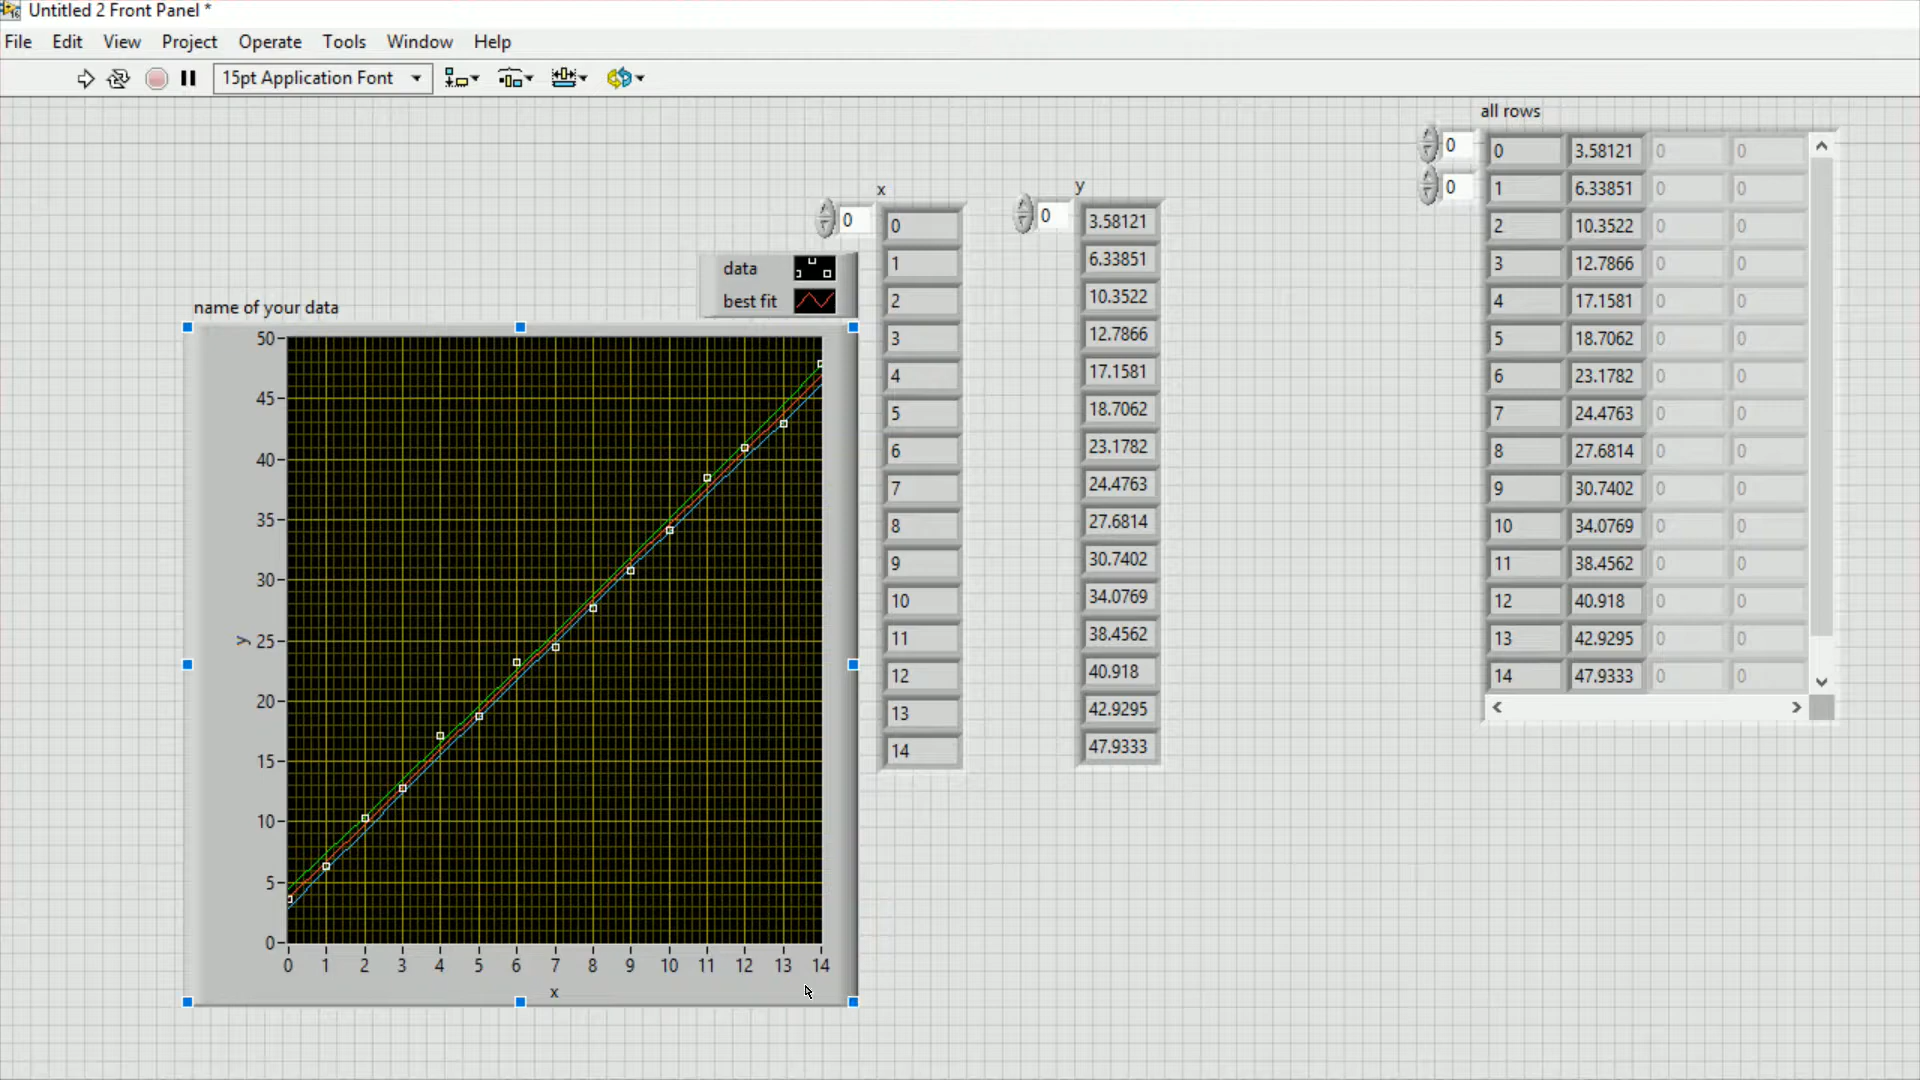 Untitled 2 Front Panel *
File Edit View Project Operate Tools Window Help
15pt Application Font
all rows
0 0 3.58121 0 0
0 1 6.33851 0 0
2 10.3522 0 0
3 12.7866 0 0
4 17.1581 0 0
5 18.7062 0 0
6 23.1782 0 0
7 24.4763 0 0
8 27.6814 0 0
9 30.7402 0 0
10 34.0769 0 0
11 38.4562 0 0
12 40.918 0 0
13 42.9295 0 0
14 47.9333 0 0
x
0 0
1
2
3
4
5
6
7
8
9
10
11
12
13
14
y
0 3.58121
6.33851
10.3522
12.7866
17.1581
18.7062
23.1782
24.4763
27.6814
30.7402
34.0769
38.4562
40.918
42.9295
47.9333
data
best fit
name of your data
50
45
40
35
30
y
25
20
15
10
5
0
0 1 2 3 4 5 6 7 8 9 10 11 12 13 14
x